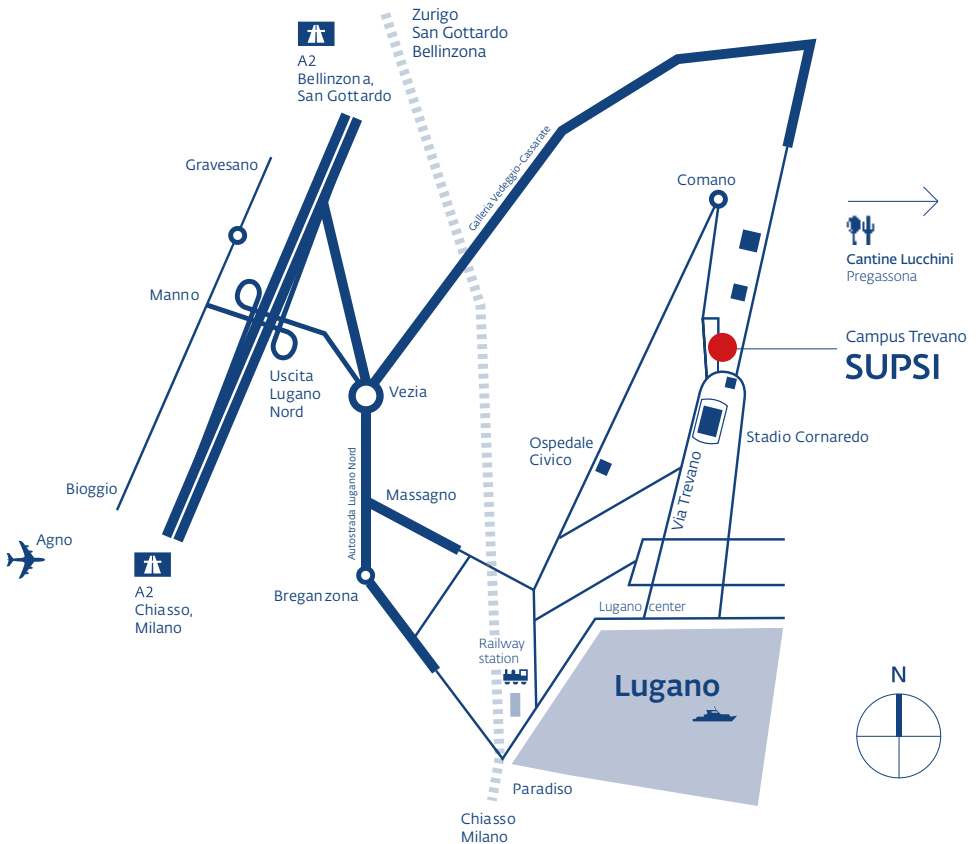 Zurigo
San Gottardo
Bellinzona
A2
Bellinzona,
San Gottardo
Gravesano
Galleria Vedeggio-Cassarate
Comano
Cantine Lucchini
Pregassona
Manno
Campus Trevano
SUPSI
Uscita
Lugano
Nord
Vezia
Stadio Cornaredo
Ospedale
Civico
Via Trevano
Autostrada Lugano Nord
Massagno
Bioggio
Agno
A2
Chiasso,
Milano
Breganzona
Lugano center
Railway
station
Lugano
N
Paradiso
Chiasso
Milano